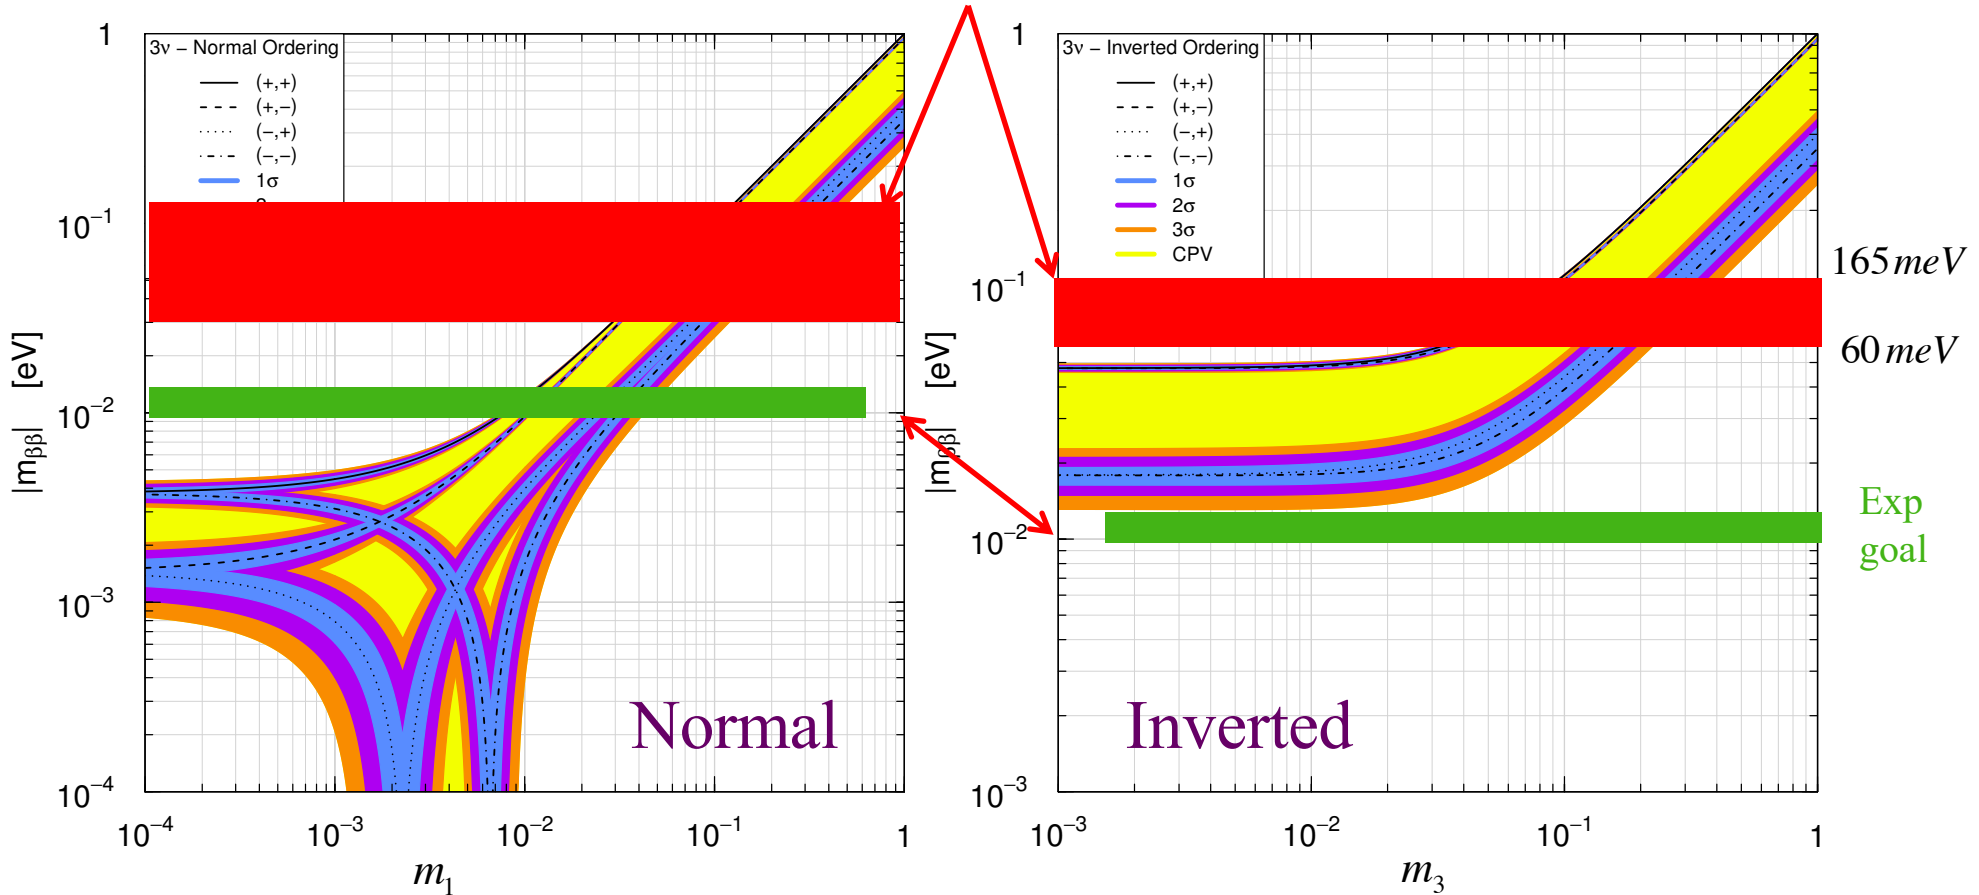 3ν – Normal Ordering
(+,+)
(+,–)
(–,+)
(–,–)
1σ
1
10⁻¹
10⁻²
10⁻³
10⁻⁴
|mββ| [eV]
10⁻⁴
10⁻³
10⁻²
10⁻¹
1
m₁
Normal
3ν – Inverted Ordering
(+,+)
(+,–)
(–,+)
(–,–)
1σ
2σ
3σ
CPV
1
10⁻¹
10⁻²
10⁻³
|mββ| [eV]
10⁻³
10⁻²
10⁻¹
1
m₃
Inverted
165 meV
60 meV
Exp
goal